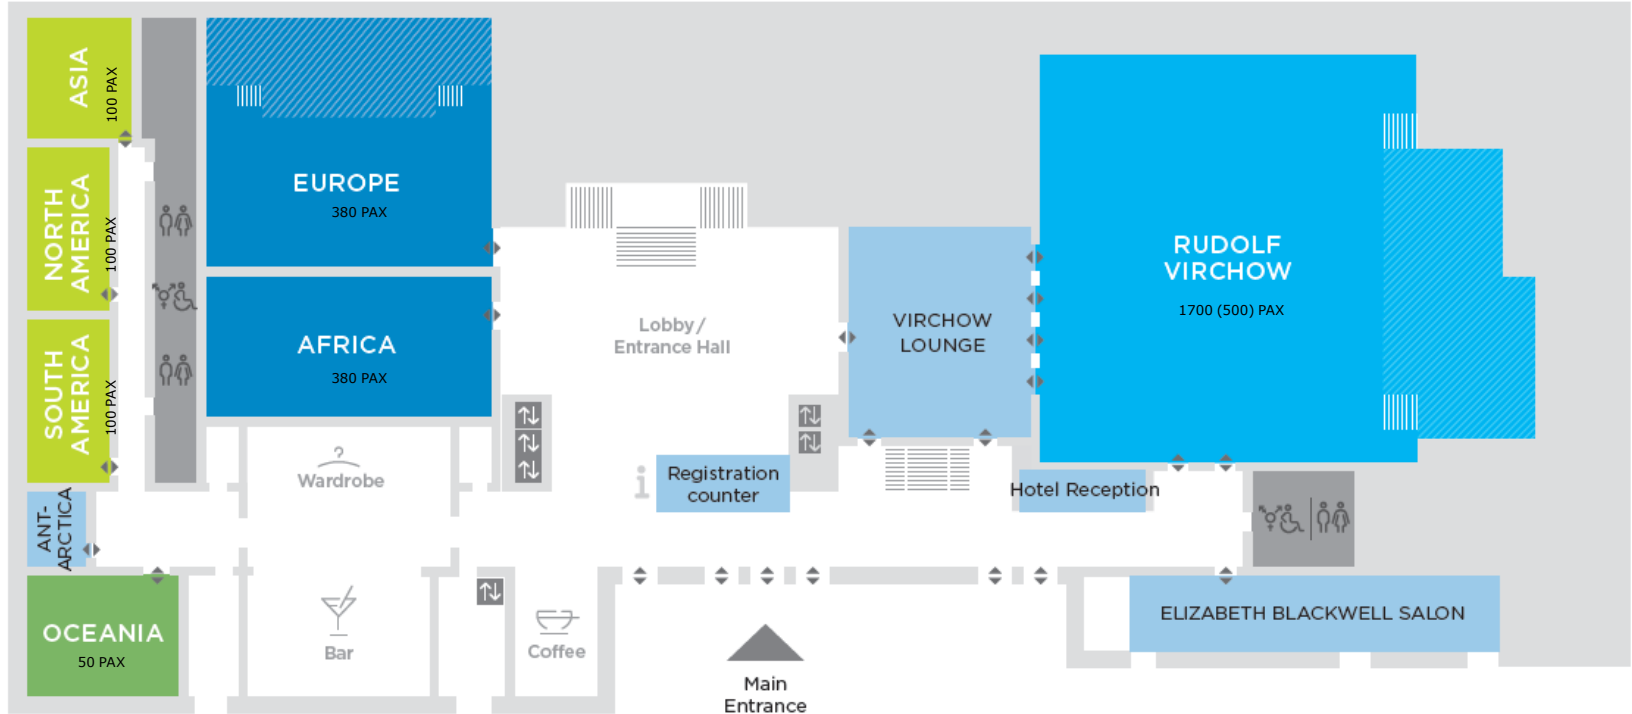 ASIA
100 PAX
NORTH
AMERICA
100 PAX
SOUTH
AMERICA
100 PAX
ANT-
ARCTICA
OCEANIA
50 PAX
EUROPE
380 PAX
AFRICA
380 PAX
Wardrobe
Bar
Coffee
Lobby/
Entrance Hall
i
Registration
counter
Main
Entrance
VIRCHOW
LOUNGE
Hotel Reception
RUDOLF
VIRCHOW
1700 (500) PAX
ELIZABETH BLACKWELL SALON